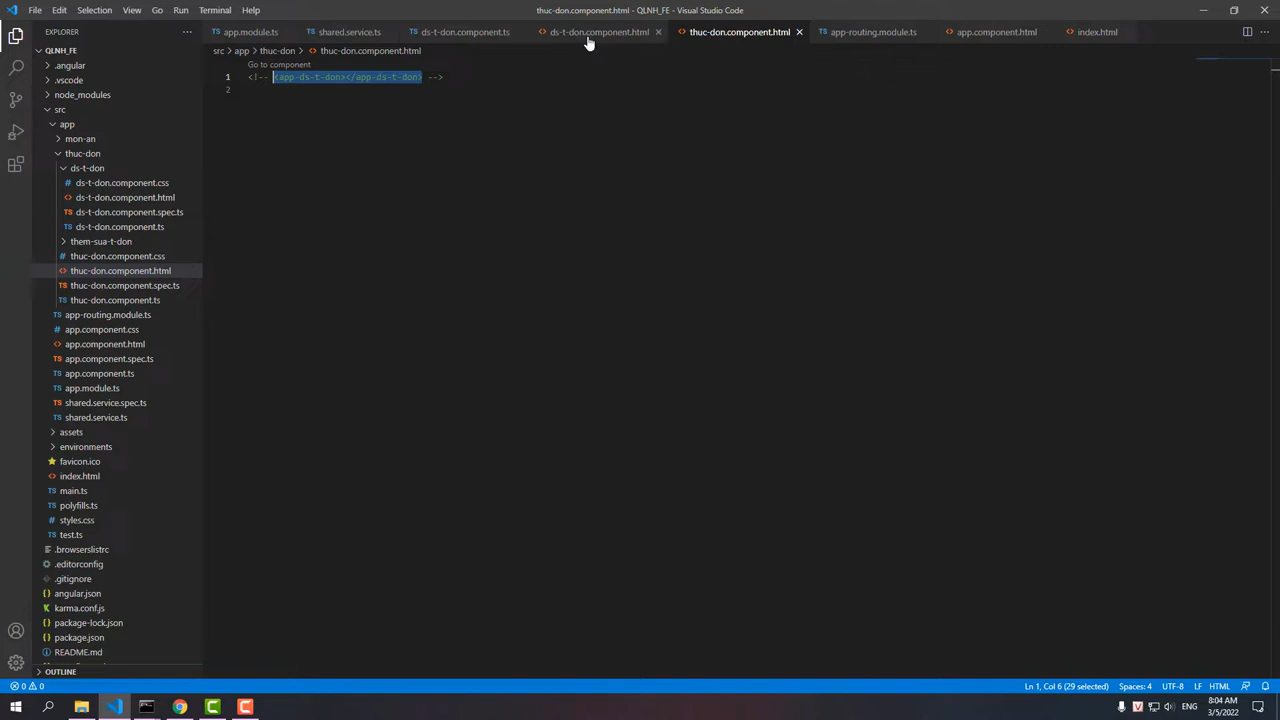 File Edit Selection View Go Run Terminal Help
thuc-don.component.html - QLNH_FE - Visual Studio Code
EXPLORER
app.module.ts
shared.service.ts
ds-t-don.component.ts
ds-t-don.component.html
thuc-don.component.html
app-routing.module.ts
app.component.html
index.html
QLNH_FE
src > app > thuc-don > thuc-don.component.html
Go to component
1 <!-- <app-ds-t-don></app-ds-t-don> -->
2
.angular
.vscode
node_modules
src
app
mon-an
thuc-don
ds-t-don
ds-t-don.component.css
ds-t-don.component.html
ds-t-don.component.spec.ts
ds-t-don.component.ts
them-sua-t-don
thuc-don.component.css
thuc-don.component.html
thuc-don.component.spec.ts
thuc-don.component.ts
app-routing.module.ts
app.component.css
app.component.html
app.component.spec.ts
app.component.ts
app.module.ts
shared.service.spec.ts
shared.service.ts
assets
environments
favicon.ico
index.html
main.ts
polyfills.ts
styles.css
test.ts
.browserslistrc
.editorconfig
.gitignore
angular.json
karma.conf.js
package-lock.json
package.json
README.md
OUTLINE
0 0
Ln 1, Col 6 (29 selected) Spaces: 4 UTF-8 LF HTML
ENG
8:04 AM
3/5/2022